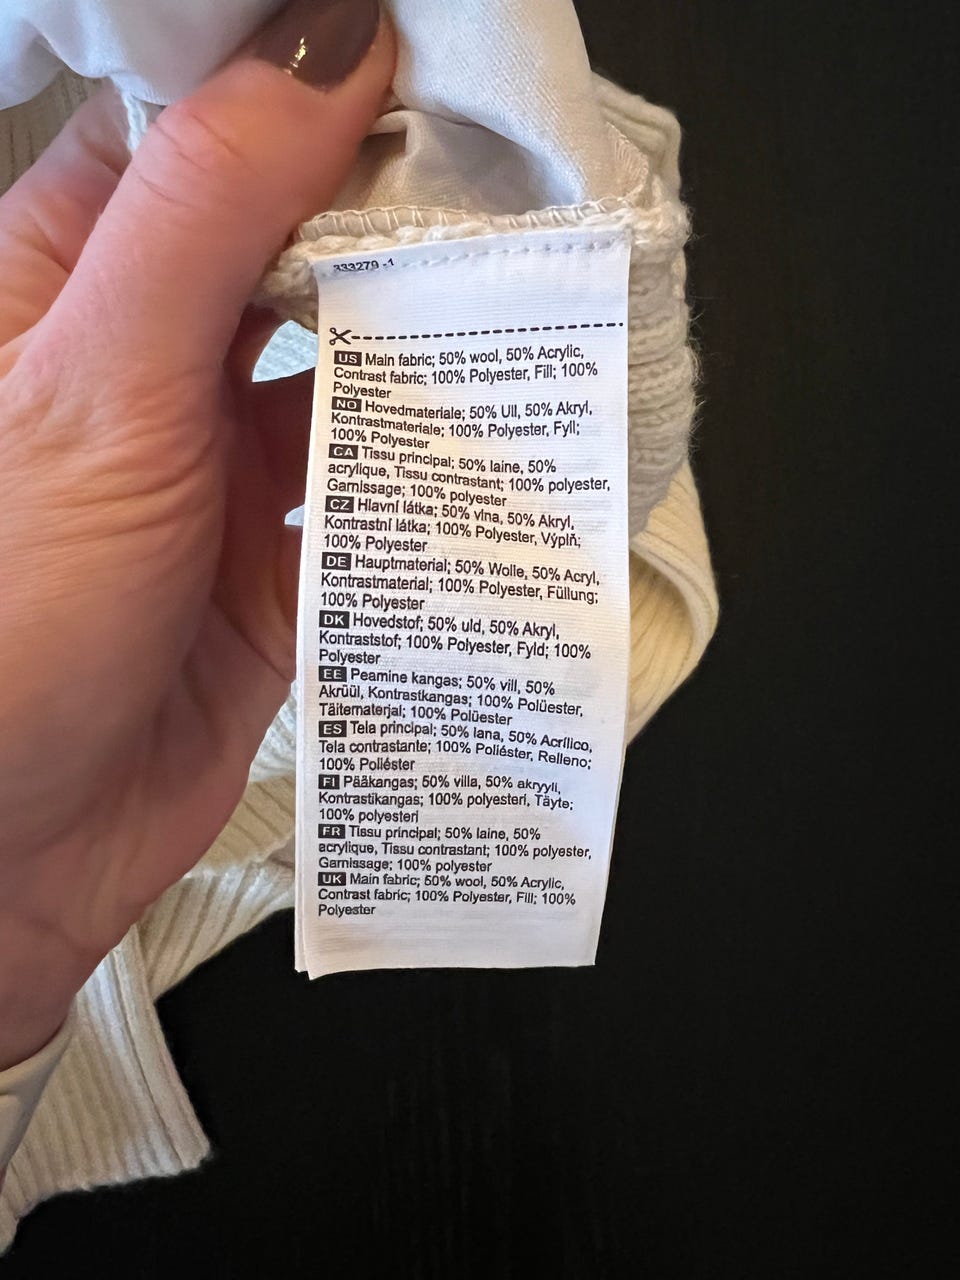 333279 -1
US Main fabric; 50% wool, 50% Acrylic,
Contrast fabric; 100% Polyester, Fill; 100%
Polyester
NO Hovedmateriale; 50% Ull, 50% Akryl,
Kontrastmateriale; 100% Polyester, Fyll;
100% Polyester
CA Tissu principal; 50% laine, 50%
acrylique, Tissu contrastant; 100% polyester,
Garnissage; 100% polyester
CZ Hlavní látka; 50% vlna, 50% Akryl,
Kontrastní látka; 100% Polyester, Výplň;
100% Polyester
DE Hauptmaterial; 50% Wolle, 50% Acryl,
Kontrastmaterial; 100% Polyester, Füllung;
100% Polyester
DK Hovedstof; 50% uld, 50% Akryl,
Kontraststof; 100% Polyester, Fyld; 100%
Polyester
EE Peamine kangas; 50% vill, 50%
Akrüül, Kontrastkangas; 100% Polüester,
Täitematerjal; 100% Polüester
ES Tela principal; 50% lana, 50% Acrílico,
Tela contrastante; 100% Poliéster, Relleno;
100% Poliéster
FI Pääkangas; 50% villa, 50% akryyli,
Kontrastikangas; 100% polyesteri, Täyte;
100% polyesteri
FR Tissu principal; 50% laine, 50%
acrylique, Tissu contrastant; 100% polyester,
Garnissage; 100% polyester
UK Main fabric; 50% wool, 50% Acrylic,
Contrast fabric; 100% Polyester, Fill; 100%
Polyester